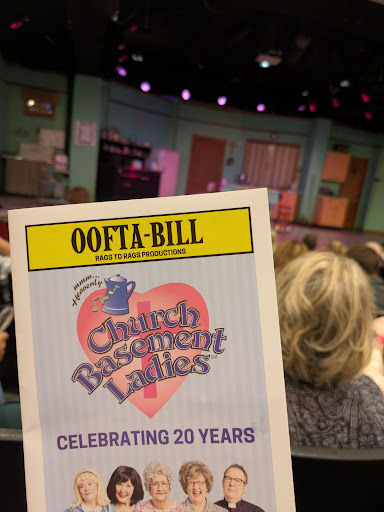 OOFTA-BILL
RAGS TO RAGS PRODUCTIONS
mmm...
Heavenly
Church
Basement
Ladies
CELEBRATING 20 YEARS